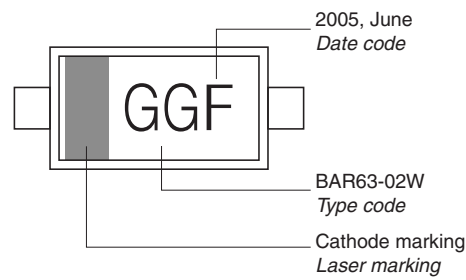 2005, June
Date code
GGF
BAR63-02W
Type code
Cathode marking
Laser marking